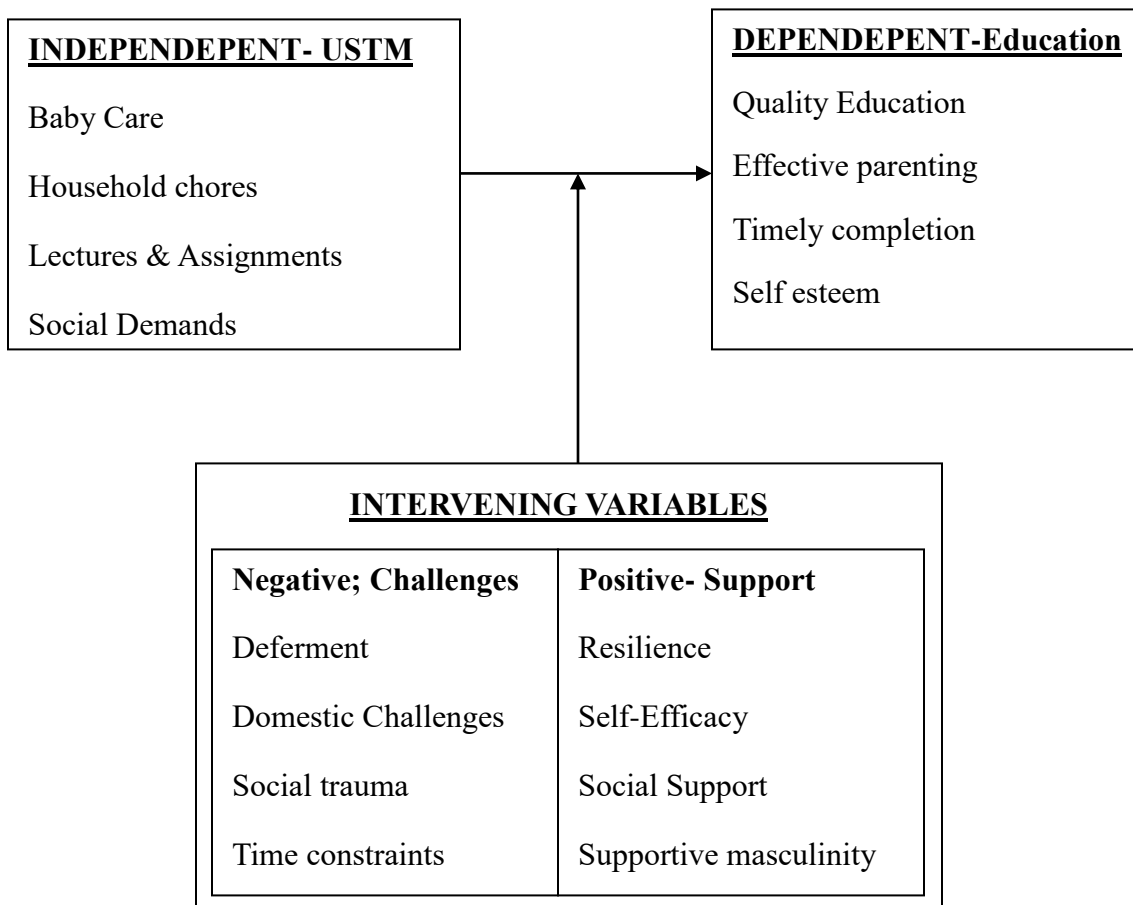 INDEPENDEPENT- USTM
Baby Care
Household chores
Lectures & Assignments
Social Demands
DEPENDEPENT-Education
Quality Education
Effective parenting
Timely completion
Self esteem
INTERVENING VARIABLES
Negative; Challenges
Deferment
Domestic Challenges
Social trauma
Time constraints
Positive- Support
Resilience
Self-Efficacy
Social Support
Supportive masculinity